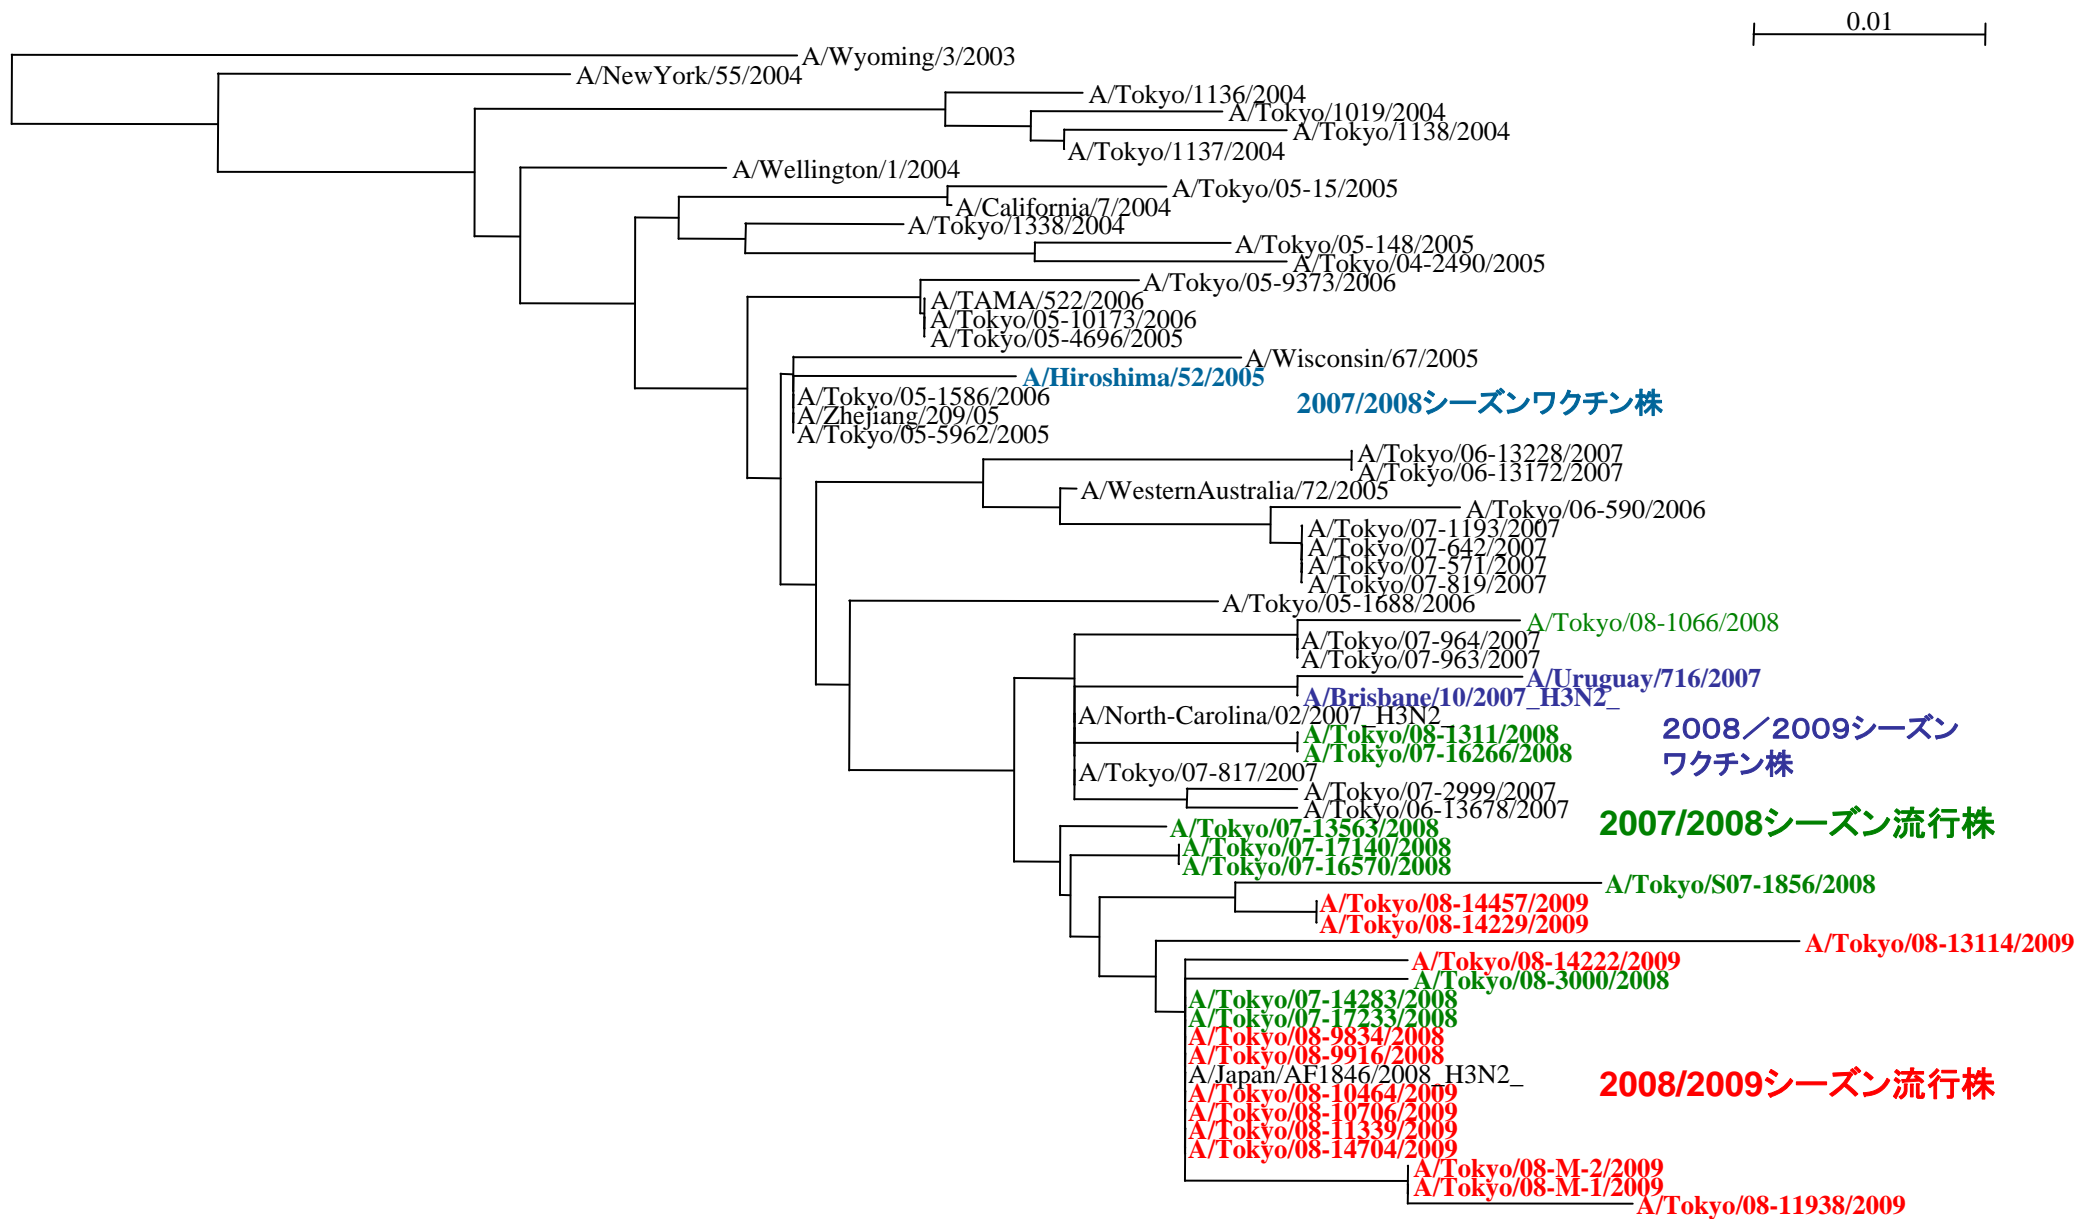 0.01
A/Wyoming/3/2003
A/NewYork/55/2004
A/Tokyo/1136/2004
A/Tokyo/1019/2004
A/Tokyo/1138/2004
A/Tokyo/1137/2004
A/Wellington/1/2004
A/Tokyo/05-15/2005
A/California/7/2004
A/Tokyo/1338/2004
A/Tokyo/05-148/2005
A/Tokyo/04-2490/2005
A/Tokyo/05-9373/2006
A/TAMA/522/2006
A/Tokyo/05-10173/2006
A/Tokyo/05-4696/2005
A/Wisconsin/67/2005
A/Hiroshima/52/2005
2007/2008シーズンワクチン株
A/Tokyo/05-1586/2006
A/Zhejiang/209/05
A/Tokyo/05-5962/2005
A/Tokyo/06-13228/2007
A/Tokyo/06-13172/2007
A/WesternAustralia/72/2005
A/Tokyo/06-590/2006
A/Tokyo/07-1193/2007
A/Tokyo/07-642/2007
A/Tokyo/07-571/2007
A/Tokyo/07-819/2007
A/Tokyo/05-1688/2006
A/Tokyo/08-1066/2008
A/Tokyo/07-964/2007
A/Tokyo/07-963/2007
A/Uruguay/716/2007
A/Brisbane/10/2007_H3N2_
A/North-Carolina/02/2007_H3N2_
2008／2009シーズン
ワクチン株
A/Tokyo/08-1311/2008
A/Tokyo/07-16266/2008
A/Tokyo/07-817/2007
A/Tokyo/07-2999/2007
A/Tokyo/06-13678/2007
2007/2008シーズン流行株
A/Tokyo/07-13563/2008
A/Tokyo/07-17140/2008
A/Tokyo/07-16570/2008
A/Tokyo/S07-1856/2008
A/Tokyo/08-14457/2009
A/Tokyo/08-14229/2009
A/Tokyo/08-13114/2009
A/Tokyo/08-14222/2009
A/Tokyo/08-3000/2008
A/Tokyo/07-14283/2008
A/Tokyo/07-17233/2008
A/Tokyo/08-9834/2008
A/Tokyo/08-9916/2008
A/Japan/AF1846/2008_H3N2_
2008/2009シーズン流行株
A/Tokyo/08-10464/2009
A/Tokyo/08-10706/2009
A/Tokyo/08-11339/2009
A/Tokyo/08-14704/2009
A/Tokyo/08-M-2/2009
A/Tokyo/08-M-1/2009
A/Tokyo/08-11938/2009